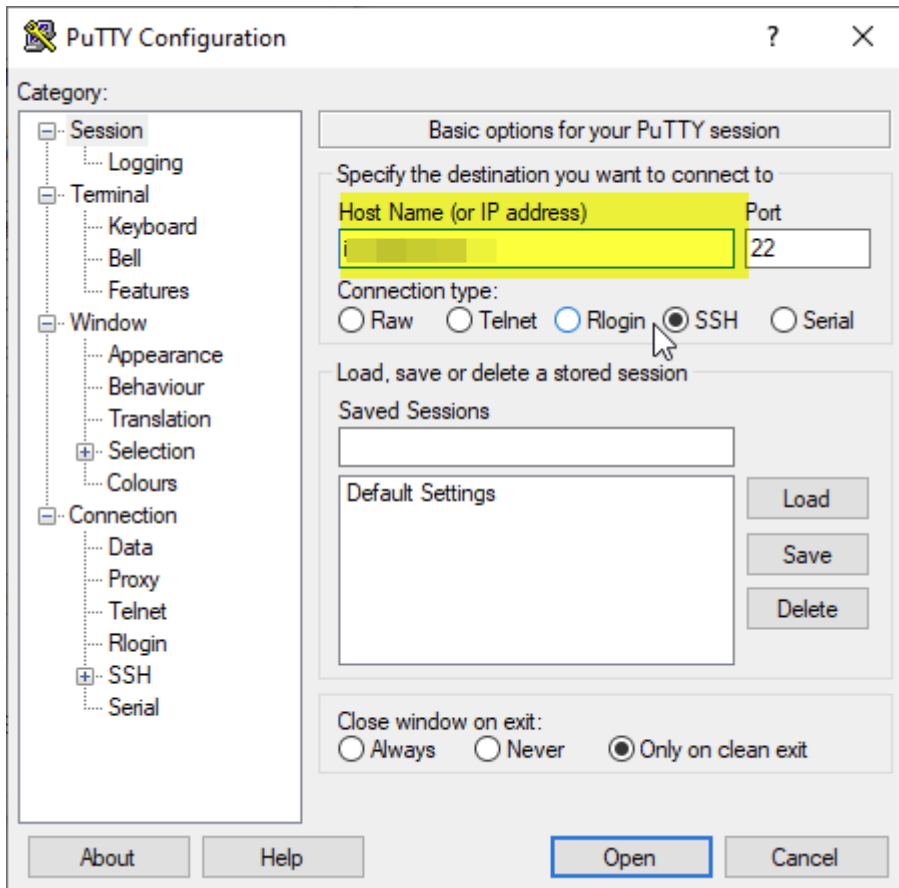 PuTTY Configuration
Category:
Session
Logging
Terminal
Keyboard
Bell
Features
Window
Appearance
Behaviour
Translation
Selection
Colours
Connection
Data
Proxy
Telnet
Rlogin
SSH
Serial
Basic options for your PuTTY session
Specify the destination you want to connect to
Host Name (or IP address) Port
i 22
Connection type:
Raw Telnet Rlogin SSH Serial
Load, save or delete a stored session
Saved Sessions
Default Settings
Load
Save
Delete
Close window on exit:
Always Never Only on clean exit
About Help Open Cancel